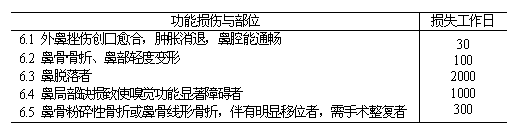 功能损伤与部位 损失工作日
6.1 外鼻挫伤创口愈合，肿胀消退，鼻腔能通畅 30
6.2 鼻骨骨折、鼻部轻度变形 100
6.3 鼻脱落者 2000
6.4 鼻局部缺损致使嗅觉功能显著障碍者 1000
6.5 鼻骨粉碎性骨折或鼻骨线形骨折，伴有明显移位者，需手术整复者 300